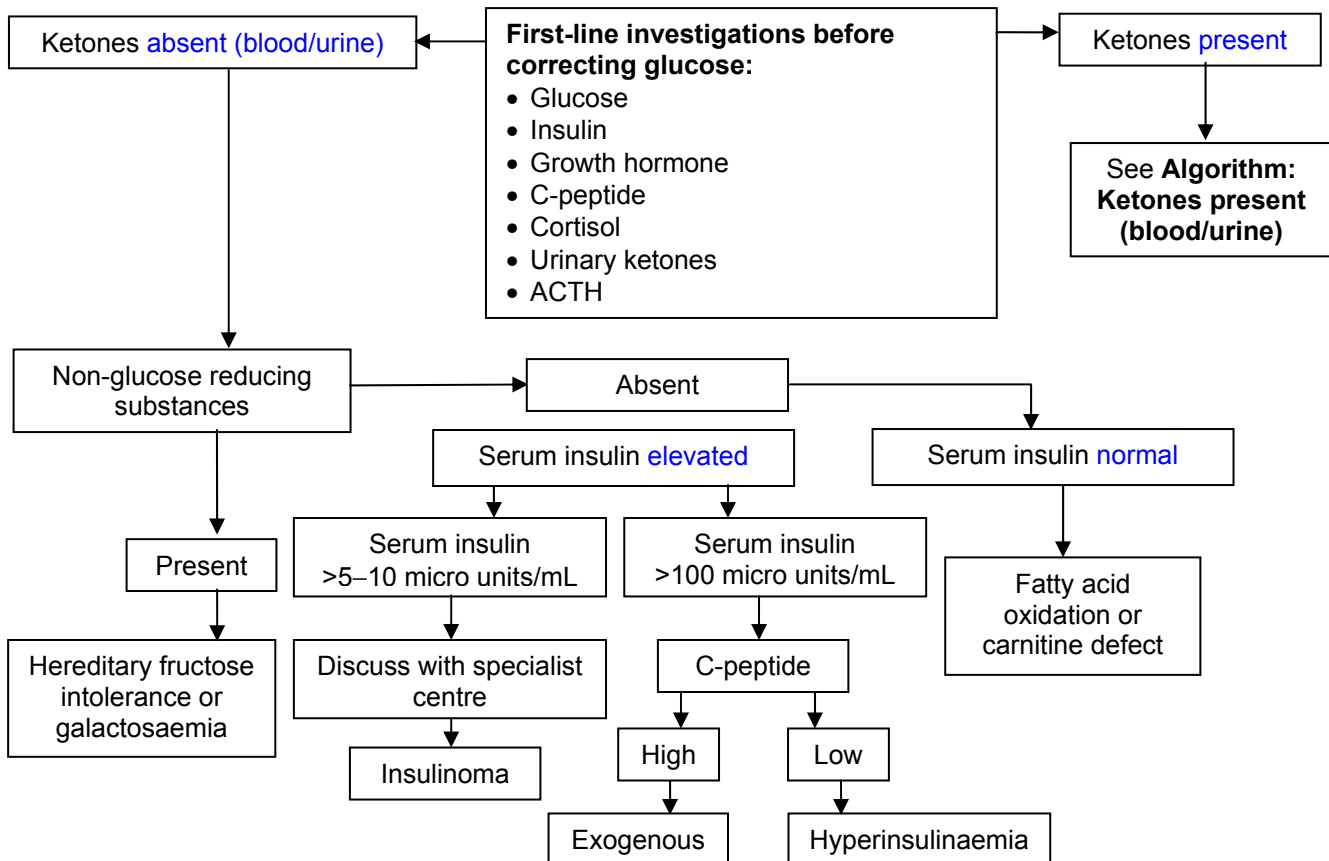 Ketones absent (blood/urine)
First-line investigations before
correcting glucose:
• Glucose
• Insulin
• Growth hormone
• C-peptide
• Cortisol
• Urinary ketones
• ACTH
Ketones present
See Algorithm:
Ketones present
(blood/urine)
Non-glucose reducing
substances
Absent
Serum insulin elevated
Serum insulin normal
Present
Serum insulin
>5–10 micro units/mL
Serum insulin
>100 micro units/mL
Fatty acid
oxidation or
carnitine defect
Hereditary fructose
intolerance or
galactosaemia
Discuss with specialist
centre
C-peptide
Insulinoma
High
Low
Exogenous
Hyperinsulinaemia